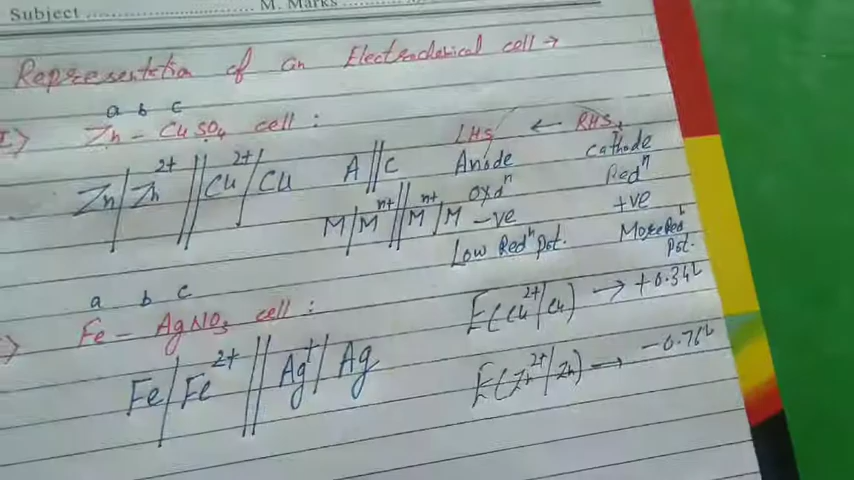 Subject ........ M. Marks ........
Representation of an Electrochemical cell →
a b c
I> Zn - CuSO₄ cell :
Zn | Zn²⁺ || Cu²⁺ | Cu
A || C
M | Mⁿ⁺ || Mⁿ⁺ | M
LHS ← RHS
Anode Cathode
Oxdⁿ Redⁿ
-ve +ve
Low Redⁿ Pot. More Redⁿ Pot.
a b c
> Fe - AgNO₃ cell :
Fe | Fe²⁺ || Ag⁺ | Ag
E(Cu²⁺|Cu) → +0.34
E(Zn²⁺|Zn) → -0.76